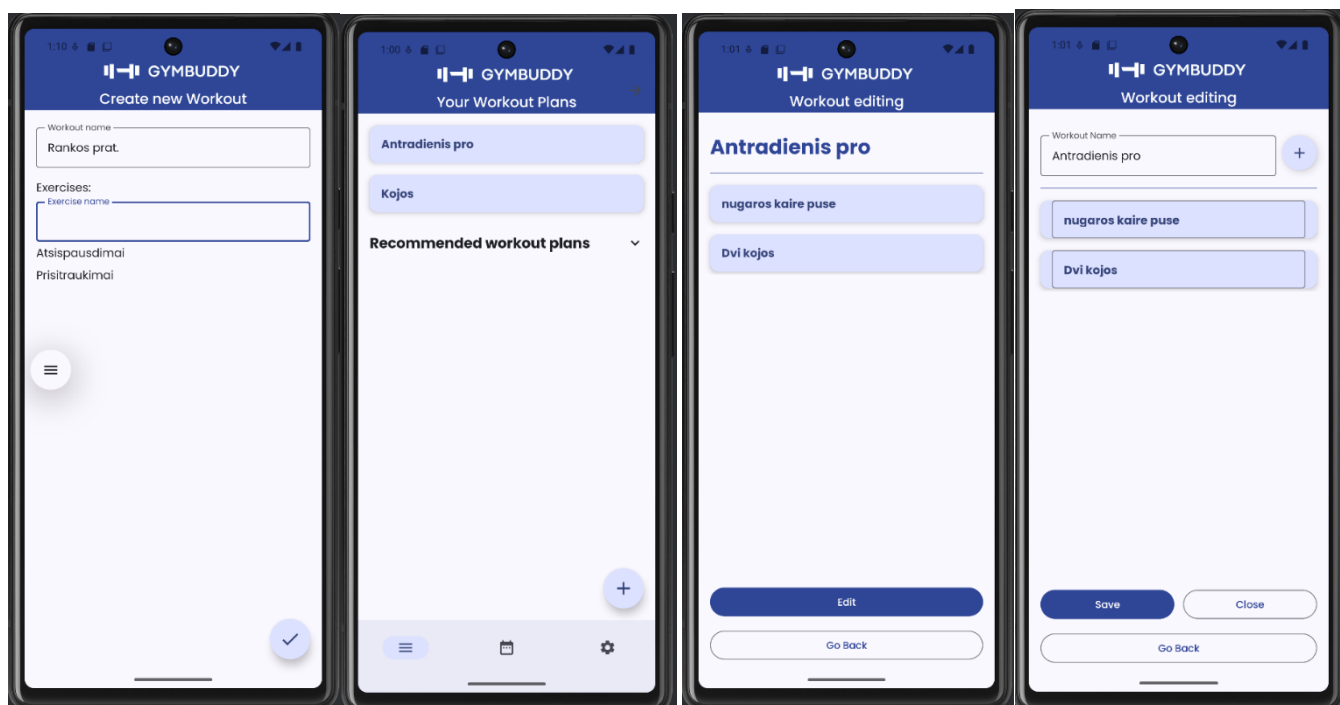 1:10
GYMBUDDY
Create new Workout
Workout name
Rankos prat.
Exercises:
Exercise name
Atsispausdimai
Prisitraukimai
1:00
GYMBUDDY
Your Workout Plans
Antradienis pro
Kojos
Recommended workout plans
1:01
GYMBUDDY
Workout editing
Antradienis pro
nugaros kaire puse
Dvi kojos
Edit
Go Back
1:01
GYMBUDDY
Workout editing
Workout Name
Antradienis pro
nugaros kaire puse
Dvi kojos
Save
Close
Go Back